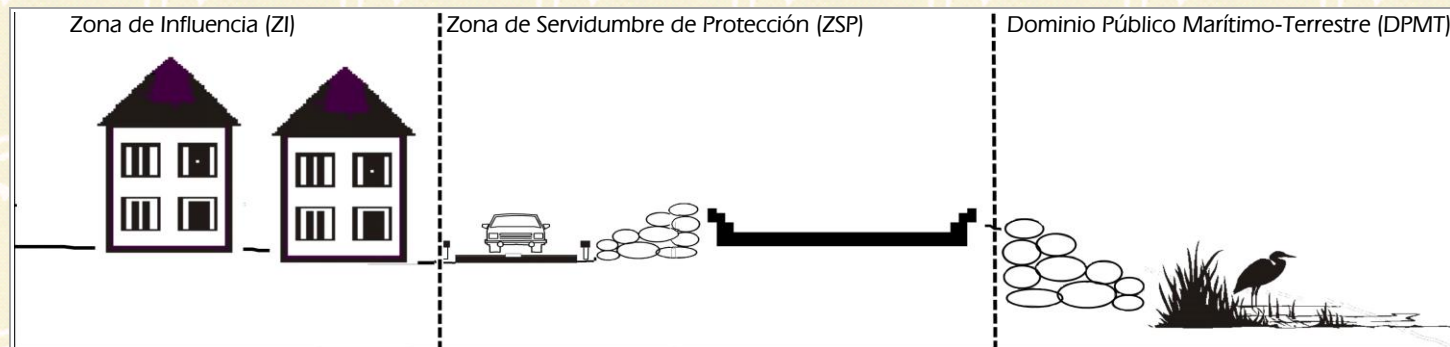 Zona de Influencia (ZI)
Zona de Servidumbre de Protección (ZSP)
Dominio Público Marítimo-Terrestre (DPMT)